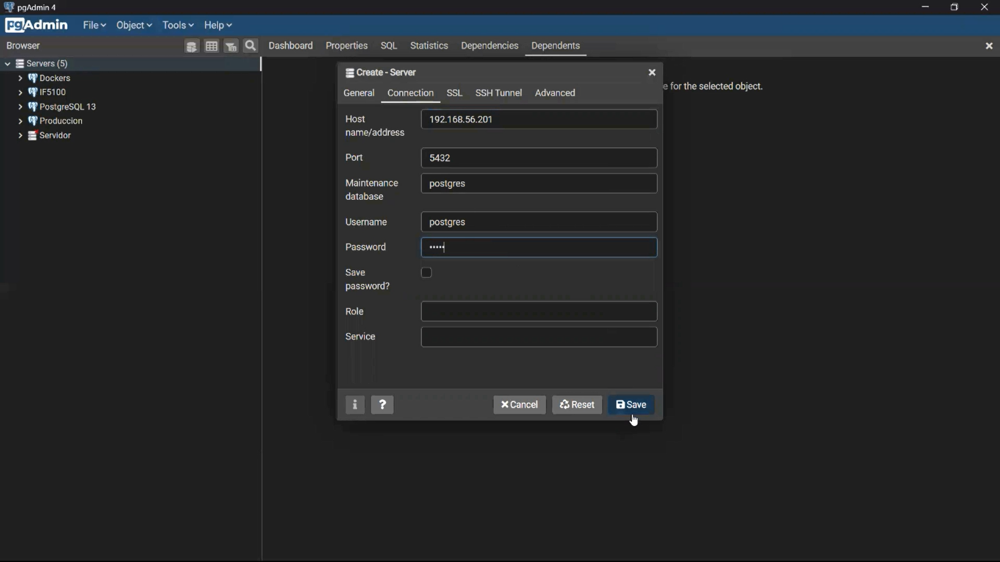 pgAdmin 4
pgAdmin File Object Tools Help
Browser Dashboard Properties SQL Statistics Dependencies Dependents
Servers (5)
Dockers
IF5100
PostgreSQL 13
Produccion
Servidor
Create - Server
e for the selected object.
General Connection SSL SSH Tunnel Advanced
Host
name/address
192.168.56.201
Port
5432
Maintenance
database
postgres
Username
postgres
Password
•••••
Save
password?
Role
Service
i ? Cancel Reset Save